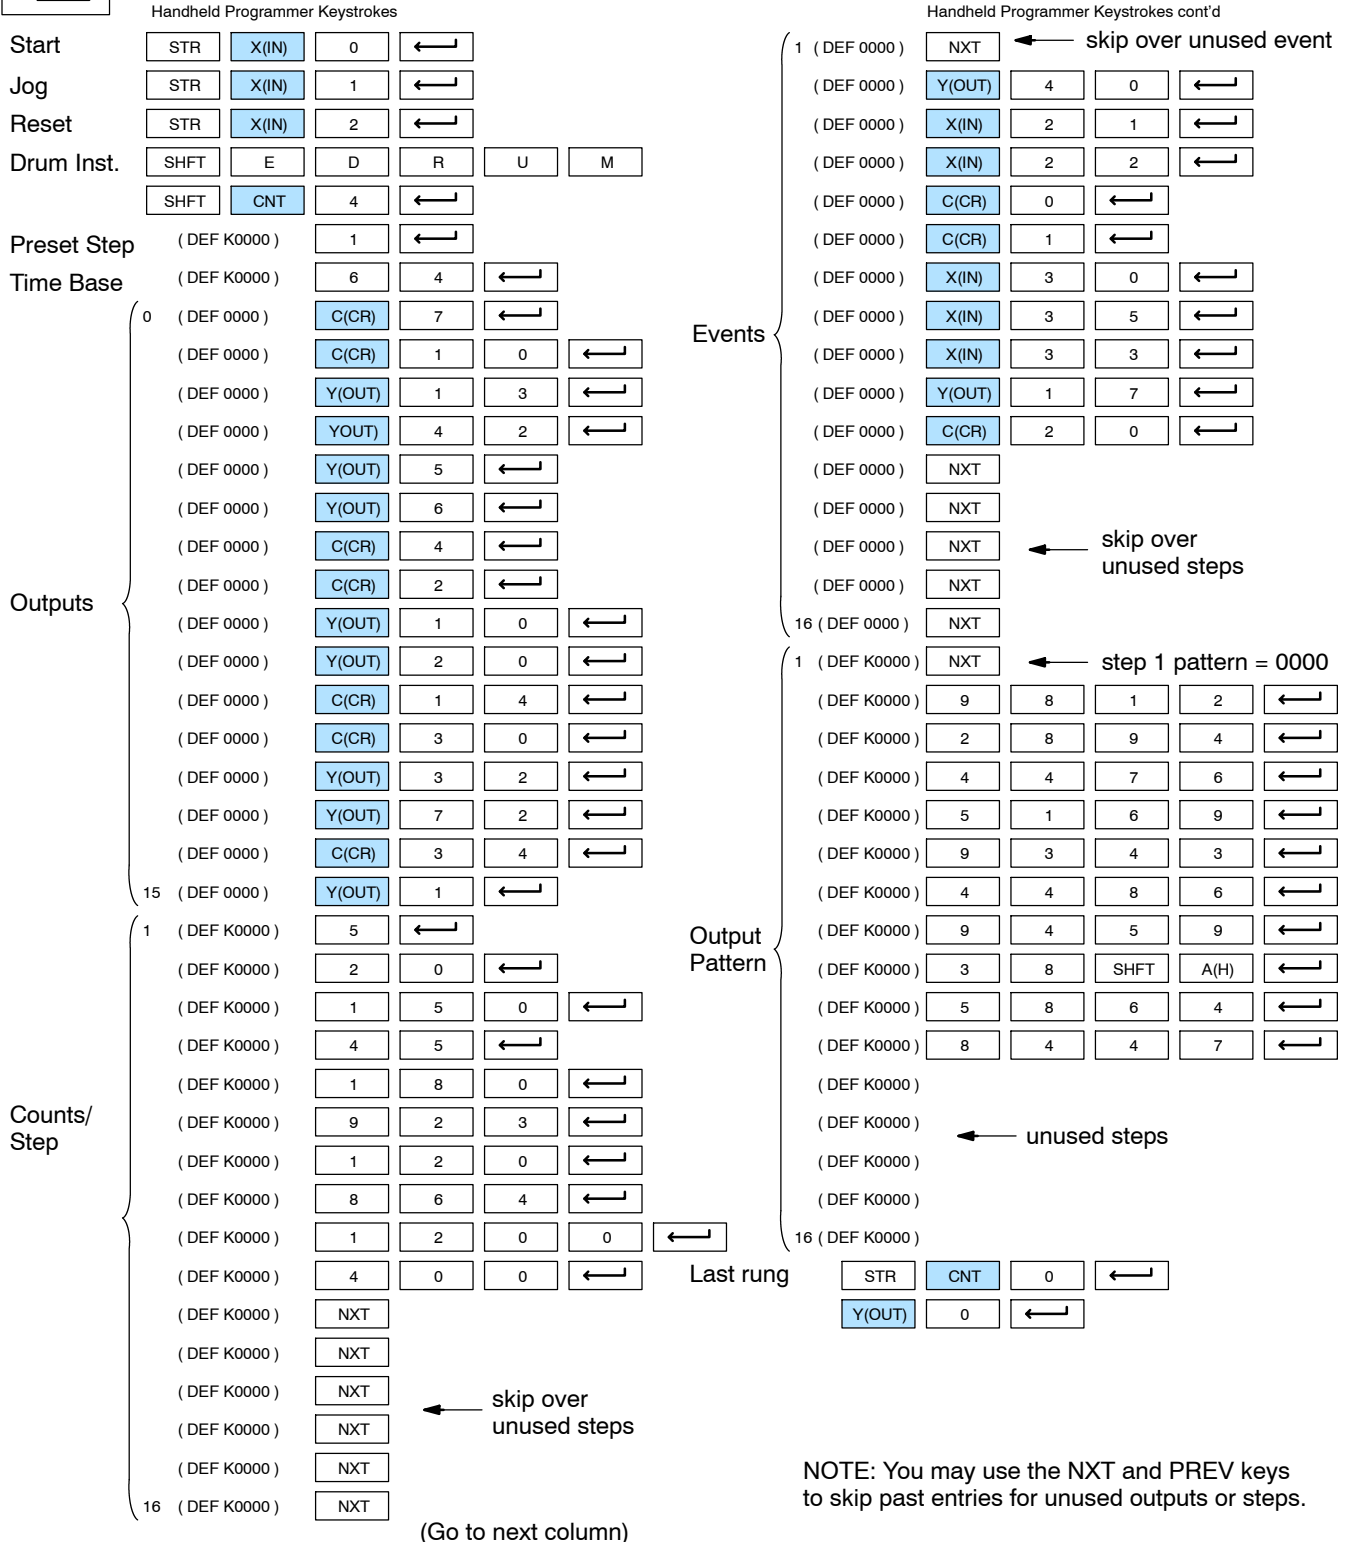 Handheld Programmer Keystrokes
Start STR X(IN) 0
Jog STR X(IN) 1
Reset STR X(IN) 2
Drum Inst. SHFT E D R U M
SHFT CNT 4
Preset Step ( DEF K0000 ) 1
Time Base ( DEF K0000 ) 6 4
Outputs
0 ( DEF 0000 ) C(CR) 7
( DEF 0000 ) C(CR) 1 0
( DEF 0000 ) Y(OUT) 1 3
( DEF 0000 ) YOUT) 4 2
( DEF 0000 ) Y(OUT) 5
( DEF 0000 ) Y(OUT) 6
( DEF 0000 ) C(CR) 4
( DEF 0000 ) C(CR) 2
( DEF 0000 ) Y(OUT) 1 0
( DEF 0000 ) Y(OUT) 2 0
( DEF 0000 ) C(CR) 1 4
( DEF 0000 ) C(CR) 3 0
( DEF 0000 ) Y(OUT) 3 2
( DEF 0000 ) Y(OUT) 7 2
( DEF 0000 ) C(CR) 3 4
15 ( DEF 0000 ) Y(OUT) 1
Counts/
Step
1 ( DEF K0000 ) 5
( DEF K0000 ) 2 0
( DEF K0000 ) 1 5 0
( DEF K0000 ) 4 5
( DEF K0000 ) 1 8 0
( DEF K0000 ) 9 2 3
( DEF K0000 ) 1 2 0
( DEF K0000 ) 8 6 4
( DEF K0000 ) 1 2 0 0
( DEF K0000 ) 4 0 0
( DEF K0000 ) NXT
( DEF K0000 ) NXT
( DEF K0000 ) NXT
( DEF K0000 ) NXT
( DEF K0000 ) NXT
16 ( DEF K0000 ) NXT
skip over
unused steps
(Go to next column)
Handheld Programmer Keystrokes cont'd
Events
1 ( DEF 0000 ) NXT skip over unused event
( DEF 0000 ) Y(OUT) 4 0
( DEF 0000 ) X(IN) 2 1
( DEF 0000 ) X(IN) 2 2
( DEF 0000 ) C(CR) 0
( DEF 0000 ) C(CR) 1
( DEF 0000 ) X(IN) 3 0
( DEF 0000 ) X(IN) 3 5
( DEF 0000 ) X(IN) 3 3
( DEF 0000 ) Y(OUT) 1 7
( DEF 0000 ) C(CR) 2 0
( DEF 0000 ) NXT
( DEF 0000 ) NXT
( DEF 0000 ) NXT
( DEF 0000 ) NXT
16 ( DEF 0000 ) NXT
skip over
unused steps
Output
Pattern
1 ( DEF K0000 ) NXT step 1 pattern = 0000
( DEF K0000 ) 9 8 1 2
( DEF K0000 ) 2 8 9 4
( DEF K0000 ) 4 4 7 6
( DEF K0000 ) 5 1 6 9
( DEF K0000 ) 9 3 4 3
( DEF K0000 ) 4 4 8 6
( DEF K0000 ) 9 4 5 9
( DEF K0000 ) 3 8 SHFT A(H)
( DEF K0000 ) 5 8 6 4
( DEF K0000 ) 8 4 4 7
( DEF K0000 )
( DEF K0000 )
( DEF K0000 )
( DEF K0000 )
16 ( DEF K0000 )
unused steps
Last rung STR CNT 0
Y(OUT) 0
NOTE: You may use the NXT and PREV keys
to skip past entries for unused outputs or steps.